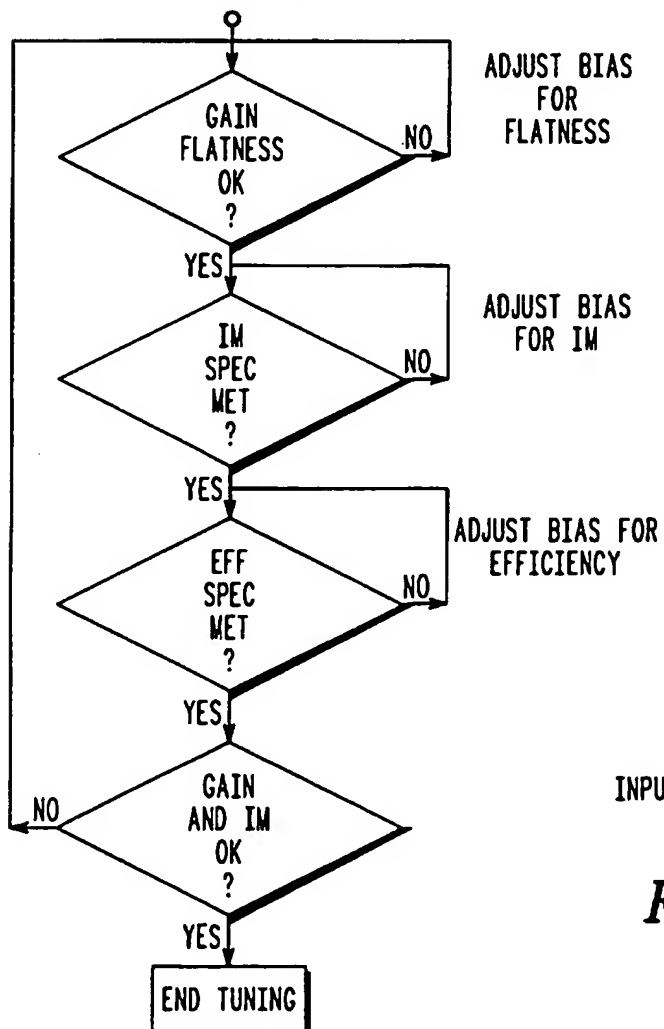 GAIN
FLATNESS
OK
?
NO
ADJUST BIAS
FOR
FLATNESS
YES
IM
SPEC
MET
?
NO
ADJUST BIAS
FOR IM
YES
EFF
SPEC
MET
?
NO
ADJUST BIAS FOR
EFFICIENCY
YES
GAIN
AND IM
OK
?
NO
INPU
YES
END TUNING